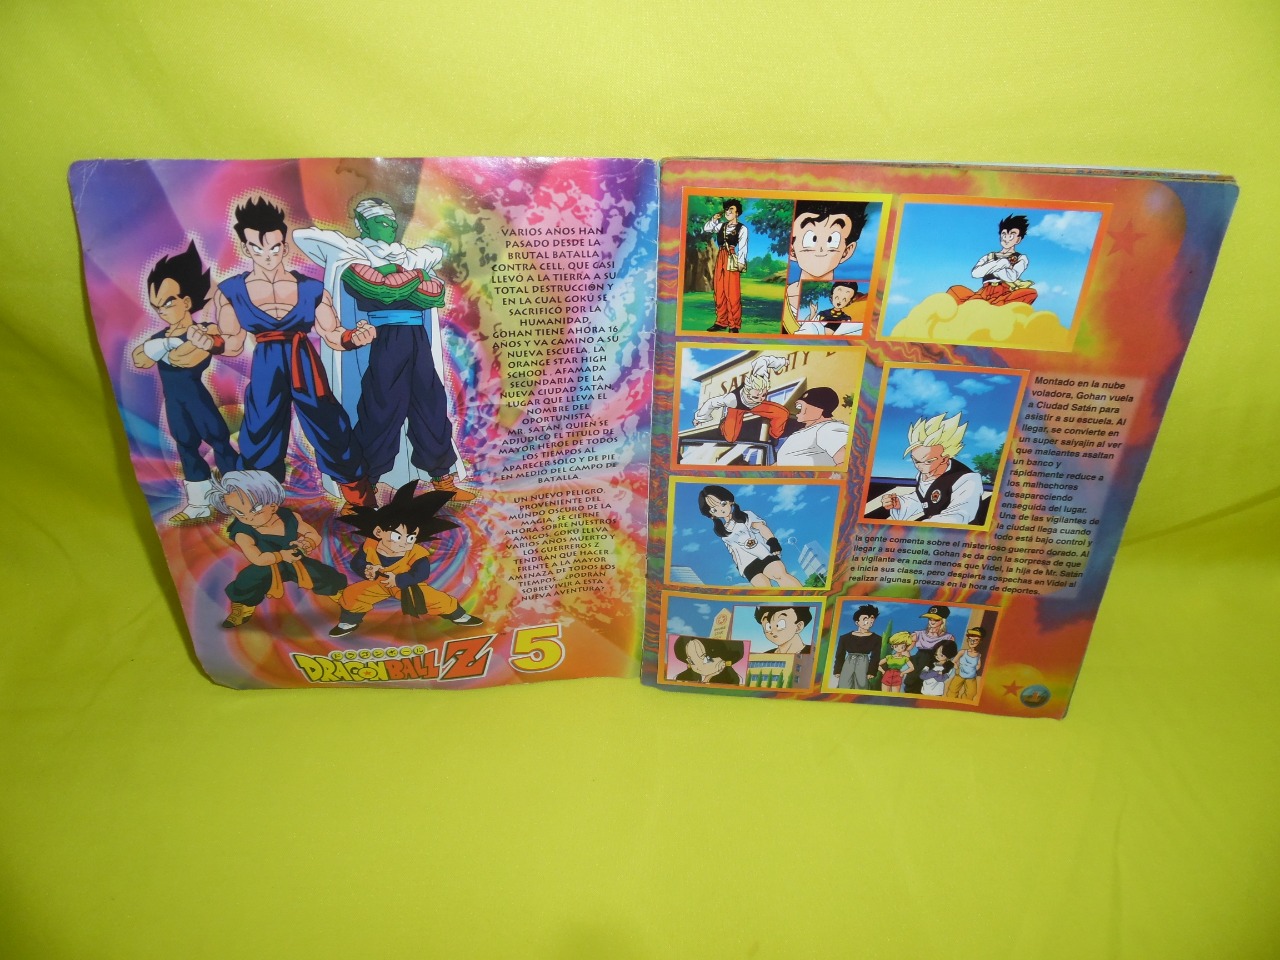 VARIOS AÑOS HAN
PASADO DESDE LA
BRUTAL BATALLA
CONTRA CELL, QUE CASI
LLEVÓ A LA TIERRA A SU
TOTAL DESTRUCCIÓN Y
EN LA CUAL GOKU SE
SACRIFICÓ POR LA
HUMANIDAD.
GOHAN TIENE AHORA 16
AÑOS Y VA CAMINO A SU
NUEVA ESCUELA, LA
ORANGE STAR HIGH
SCHOOL, AFAMADA
SECUNDARIA DE LA
NUEVA CIUDAD SATÁN,
LUGAR QUE LLEVA EL
NOMBRE DEL
OPORTUNISTA
MR. SATÁN, QUIEN SE
ADJUDICÓ EL TITULO DE
MAYOR HÉROE DE TODOS
LOS TIEMPOS AL
APARECER SOLO Y DE PIE
EN MEDIO DEL CAMPO DE
BATALLA.
UN NUEVO PELIGRO,
PROVENIENTE DEL
MUNDO OSCURO DE LA
MAGIA, SE CIERNE
AHORA SOBRE NUESTROS
AMIGOS. GOKU LLEVA
VARIOS AÑOS MUERTO Y
LOS GUERREROS Z
TENDRÁN QUE HACER
FRENTE A LA MAYOR
AMENAZA DE TODOS LOS
TIEMPOS... ¿PODRÁN
SOBREVIVIR A ESTA
NUEVA AVENTURA?
ドラゴンボール
DRAGON BALL Z 5
SAT CITY
Montado en la nube
voladora, Gohan vuela
a Ciudad Satán para
asistir a su escuela. Al
llegar, se convierte en
un super saiyajin al ver
que maleantes asaltan
un banco y
rápidamente reduce a
los malhechores
desapareciendo
enseguida del lugar.
Una de las vigilantes de
la ciudad llega cuando
todo está bajo control y
la gente comenta sobre el misterioso guerrero dorado. Al
llegar a su escuela, Gohan se da con la sorpresa de que
la vigilante era nada menos que Videl, la hija de Mr. Satán
e inicia sus clases, pero despierta sospechas en Videl al
realizar algunas proezas en la hora de deportes.